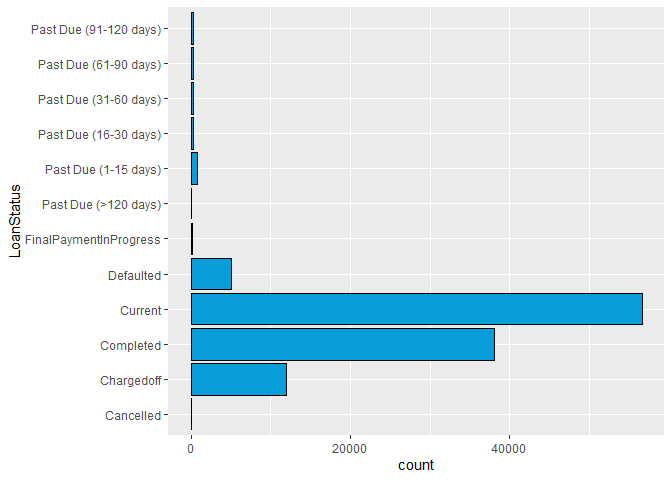 Past Due (91-120 days)
Past Due (61-90 days)
Past Due (31-60 days)
Past Due (16-30 days)
Past Due (1-15 days)
Past Due (>120 days)
FinalPaymentInProgress
Defaulted
Current
Completed
Chargedoff
Cancelled
LoanStatus
0
20000
40000
count